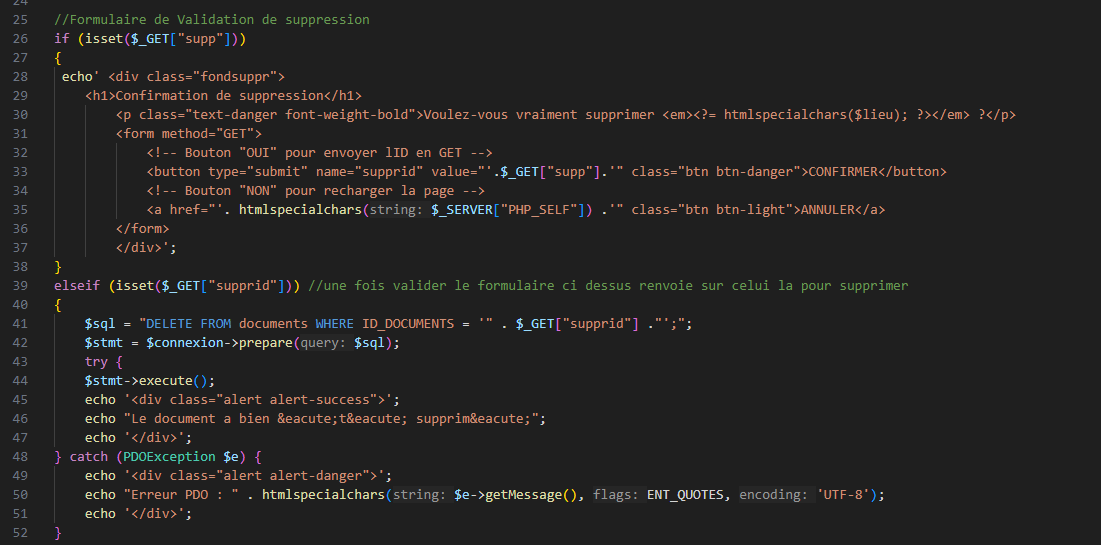 24
25 //Formulaire de Validation de suppression
26 if (isset($_GET["supp"]))
27 {
28 echo' <div class="fondsuppr">
29 <h1>Confirmation de suppression</h1>
30 <p class="text-danger font-weight-bold">Voulez-vous vraiment supprimer <em><?= htmlspecialchars($lieu); ?></em> ?</p>
31 <form method="GET">
32 <!-- Bouton "OUI" pour envoyer lID en GET -->
33 <button type="submit" name="supprid" value="'.$_GET["supp"].'" class="btn btn-danger">CONFIRMER</button>
34 <!-- Bouton "NON" pour recharger la page -->
35 <a href="'. htmlspecialchars(string: $_SERVER["PHP_SELF"]) .'" class="btn btn-light">ANNULER</a>
36 </form>
37 </div>';
38 }
39 elseif (isset($_GET["supprid"])) //une fois valider le formulaire ci dessus renvoie sur celui la pour supprimer
40 {
41 $sql = "DELETE FROM documents WHERE ID_DOCUMENTS = '" . $_GET["supprid"] ."';";
42 $stmt = $connexion->prepare(query: $sql);
43 try {
44 $stmt->execute();
45 echo '<div class="alert alert-success">';
46 echo "Le document a bien &eacute;t&eacute; supprim&eacute;";
47 echo '</div>';
48 } catch (PDOException $e) {
49 echo '<div class="alert alert-danger">';
50 echo "Erreur PDO : " . htmlspecialchars(string: $e->getMessage(), flags: ENT_QUOTES, encoding: 'UTF-8');
51 echo '</div>';
52 }